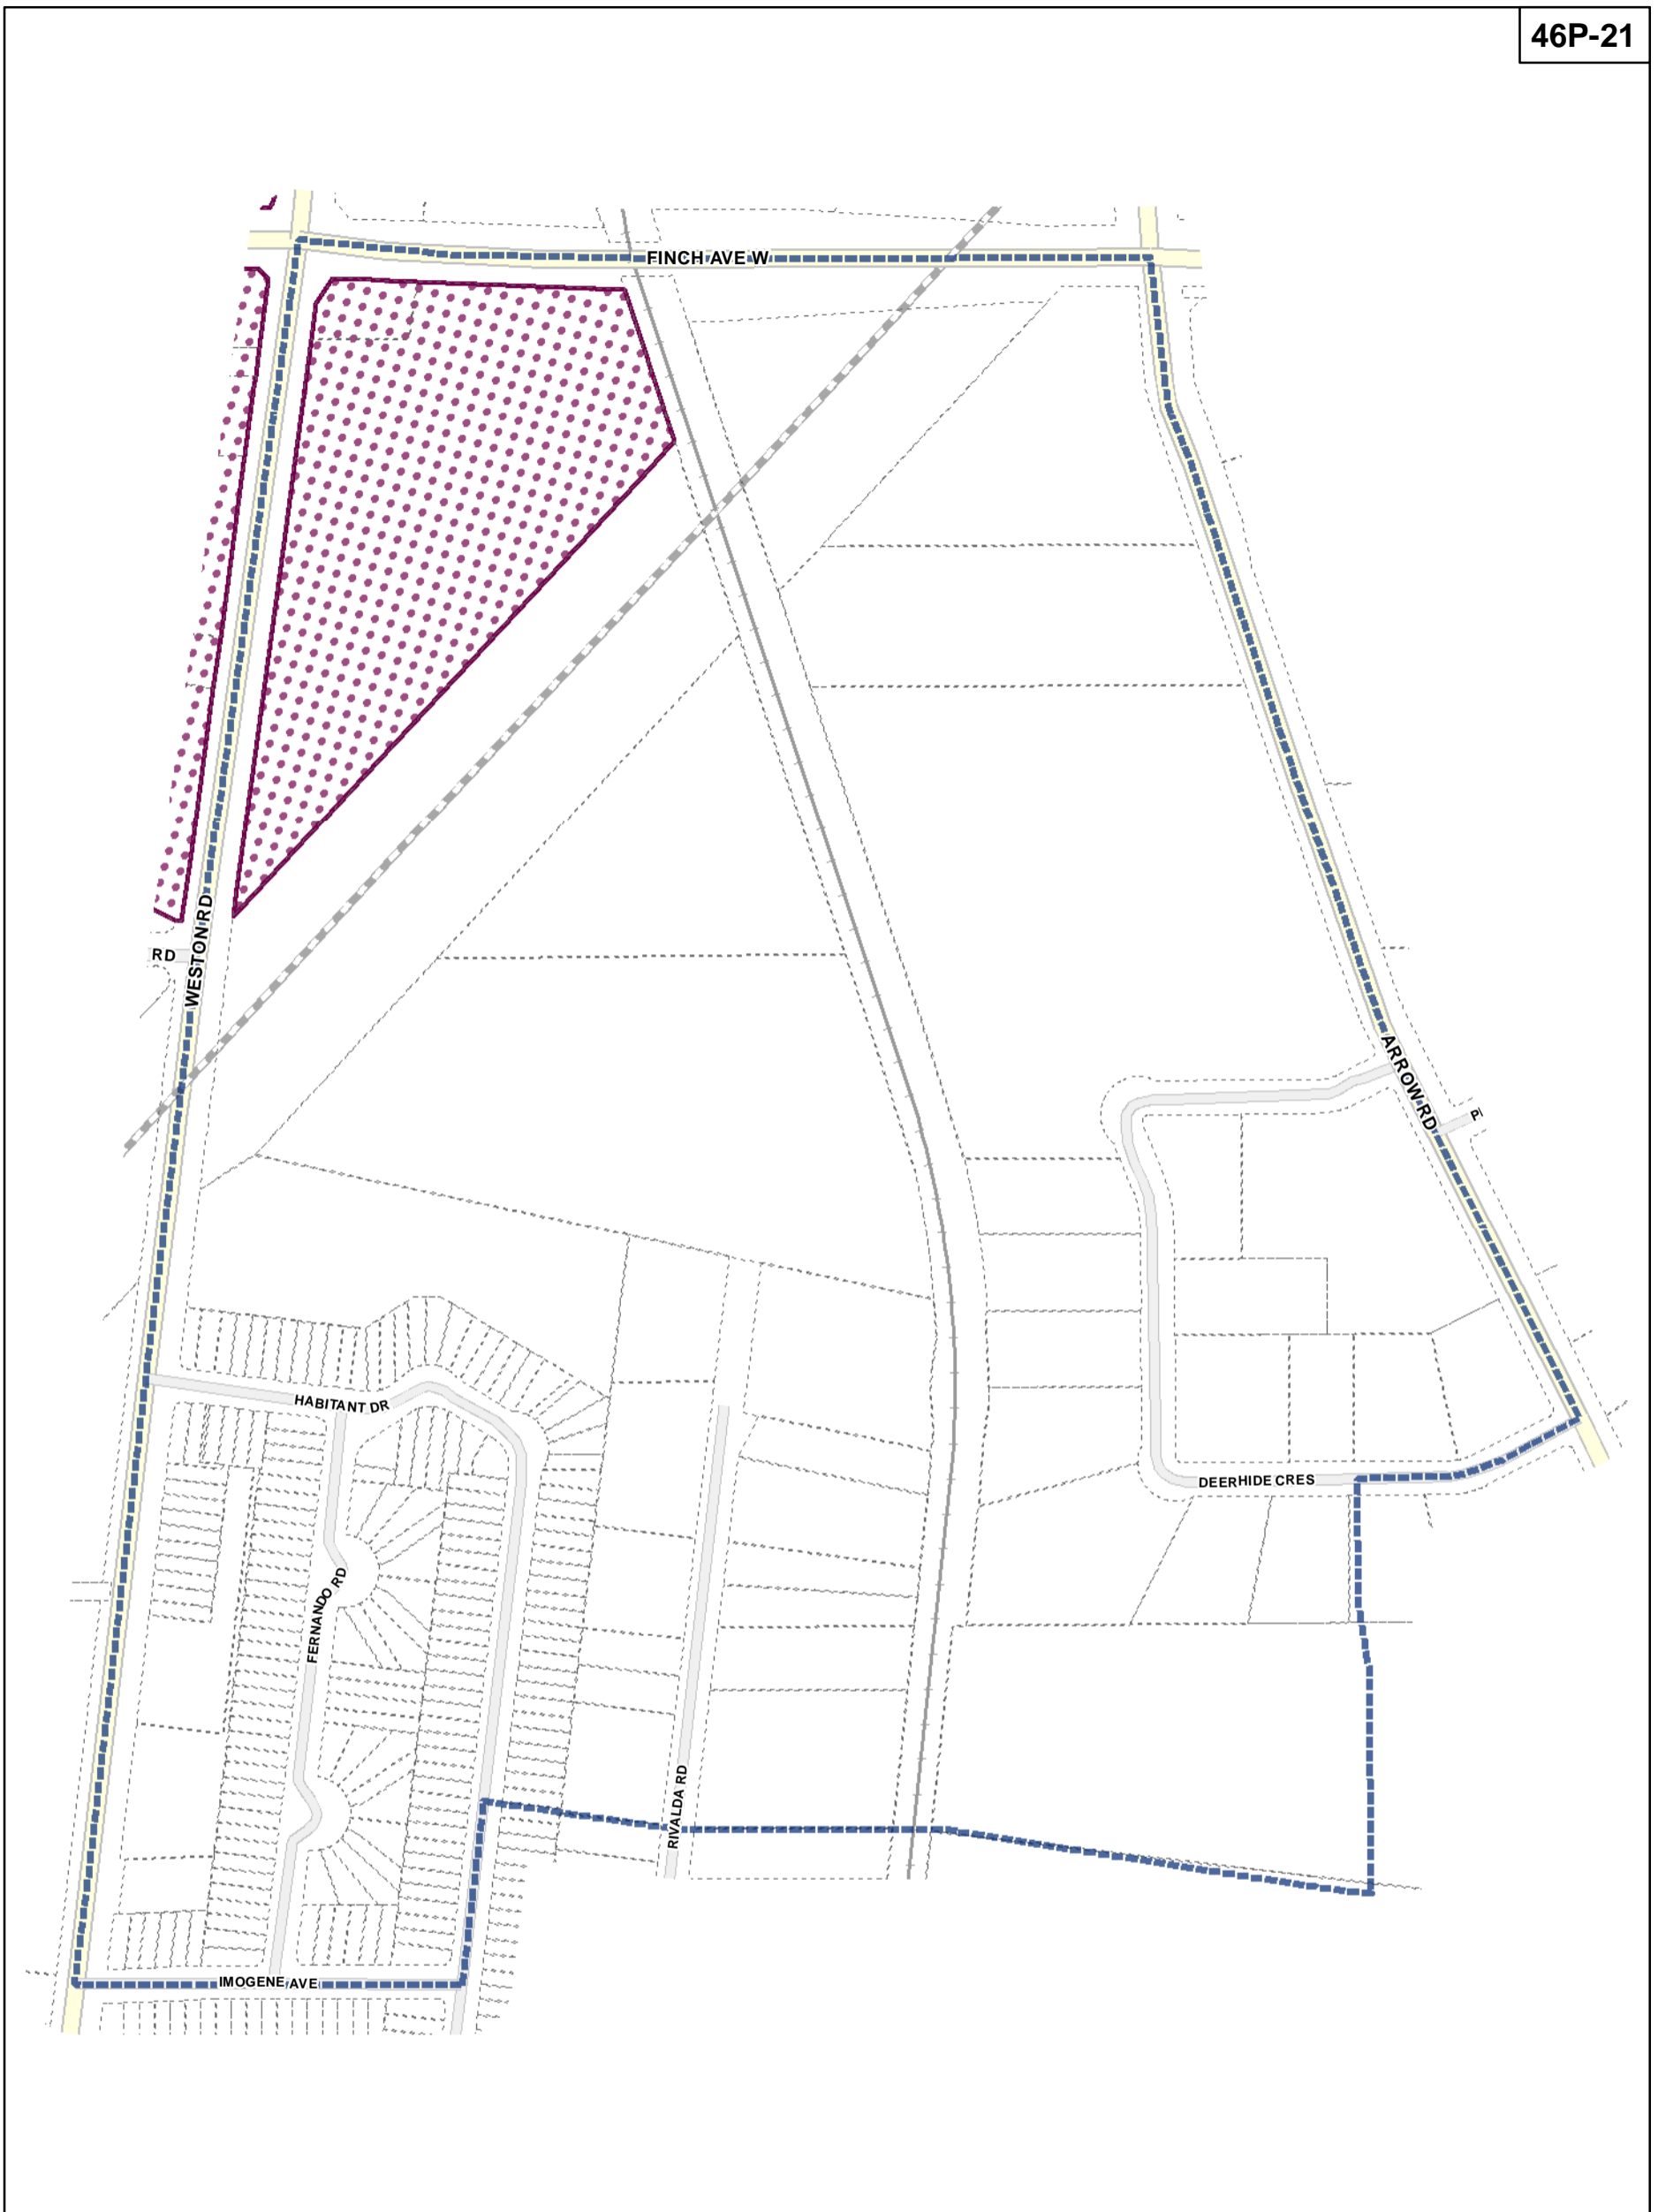 46P-21
FINCH AVE W
WESTON RD
RD
ARROW RD
P
HABITANT DR
DEERHIDE CRES
FERNANDO RD
RIVALDA RD
IMOGENE AVE